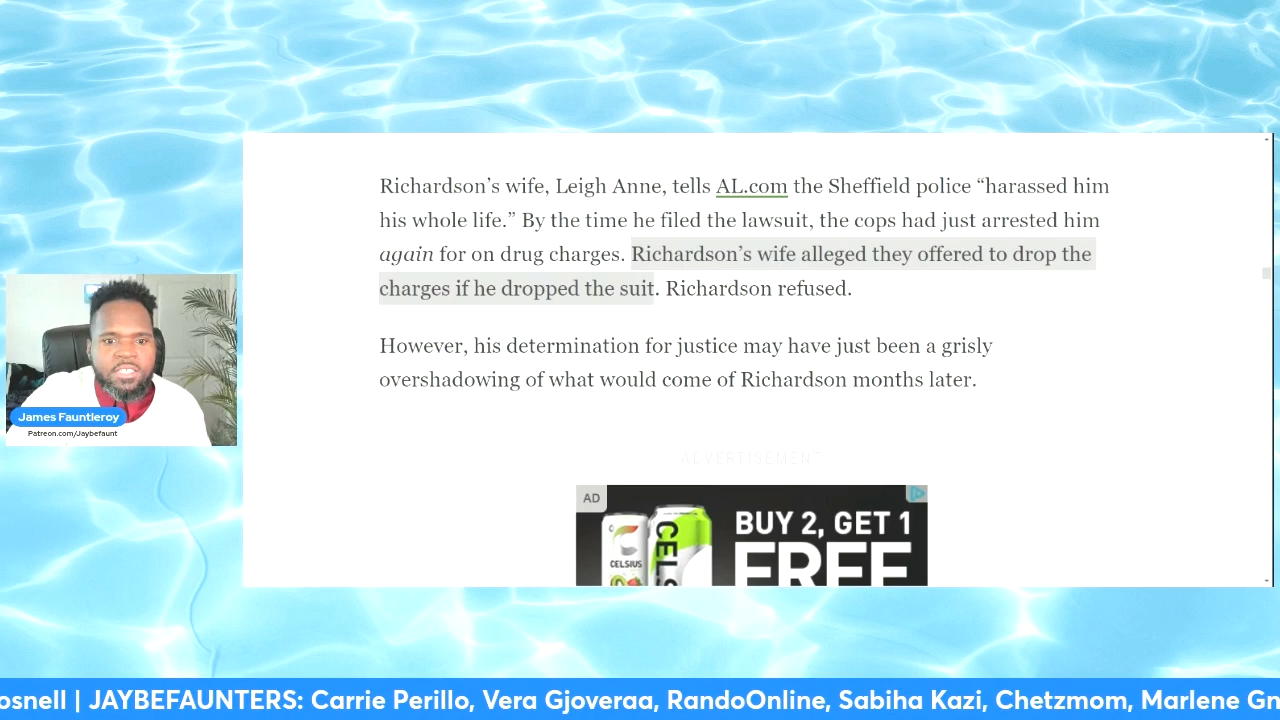 Richardson’s wife, Leigh Anne, tells AL.com the Sheffield police “harassed him
his whole life.” By the time he filed the lawsuit, the cops had just arrested him
again for on drug charges. Richardson’s wife alleged they offered to drop the
charges if he dropped the suit. Richardson refused.
However, his determination for justice may have just been a grisly
overshadowing of what would come of Richardson months later.
ADVERTISEMENT
AD
BUY 2, GET 1
FREE
CELSIUS
CELS
James Fauntleroy
Patreon.com/Jaybefaunt
osnell | JAYBEFAUNTERS: Carrie Perillo, Vera Gjoveraa, RandoOnline, Sabiha Kazi, Chetzmom, Marlene Gn